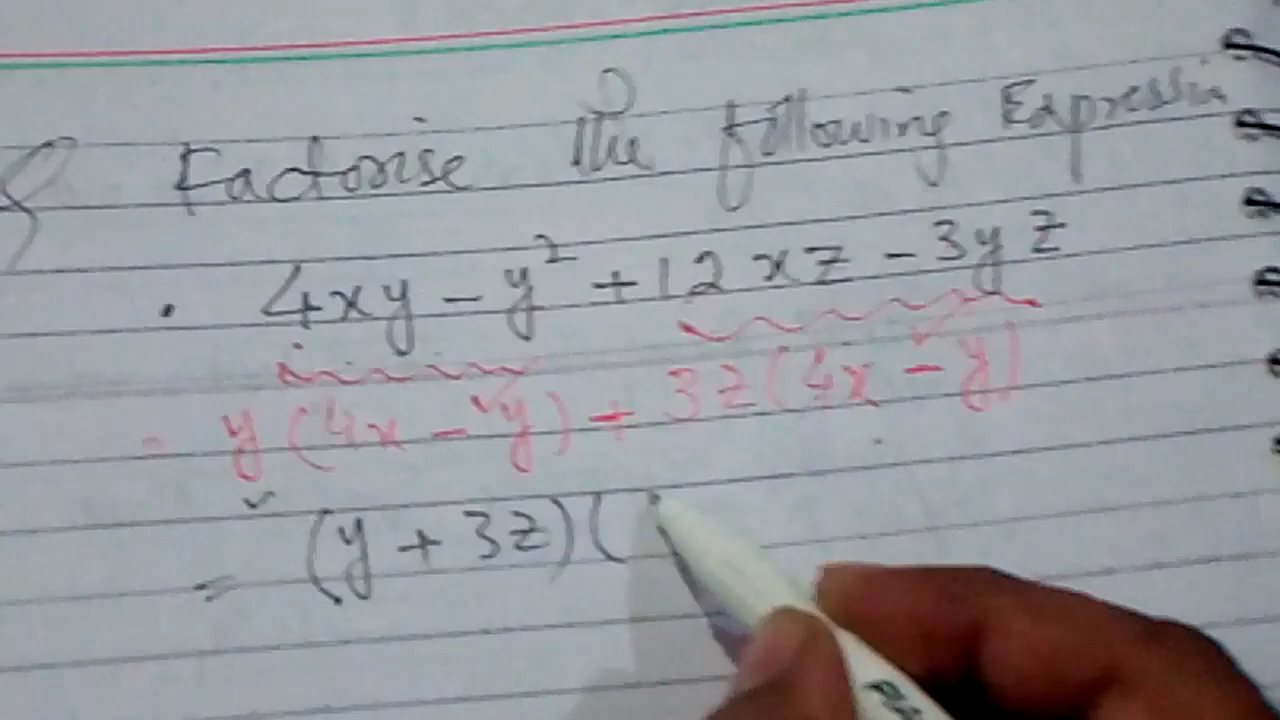 Q Factorise the following Expressin
. 4xy - y² + 12xz - 3yz
= y(4x - y) + 3z(4x - y)
= (y + 3z)(